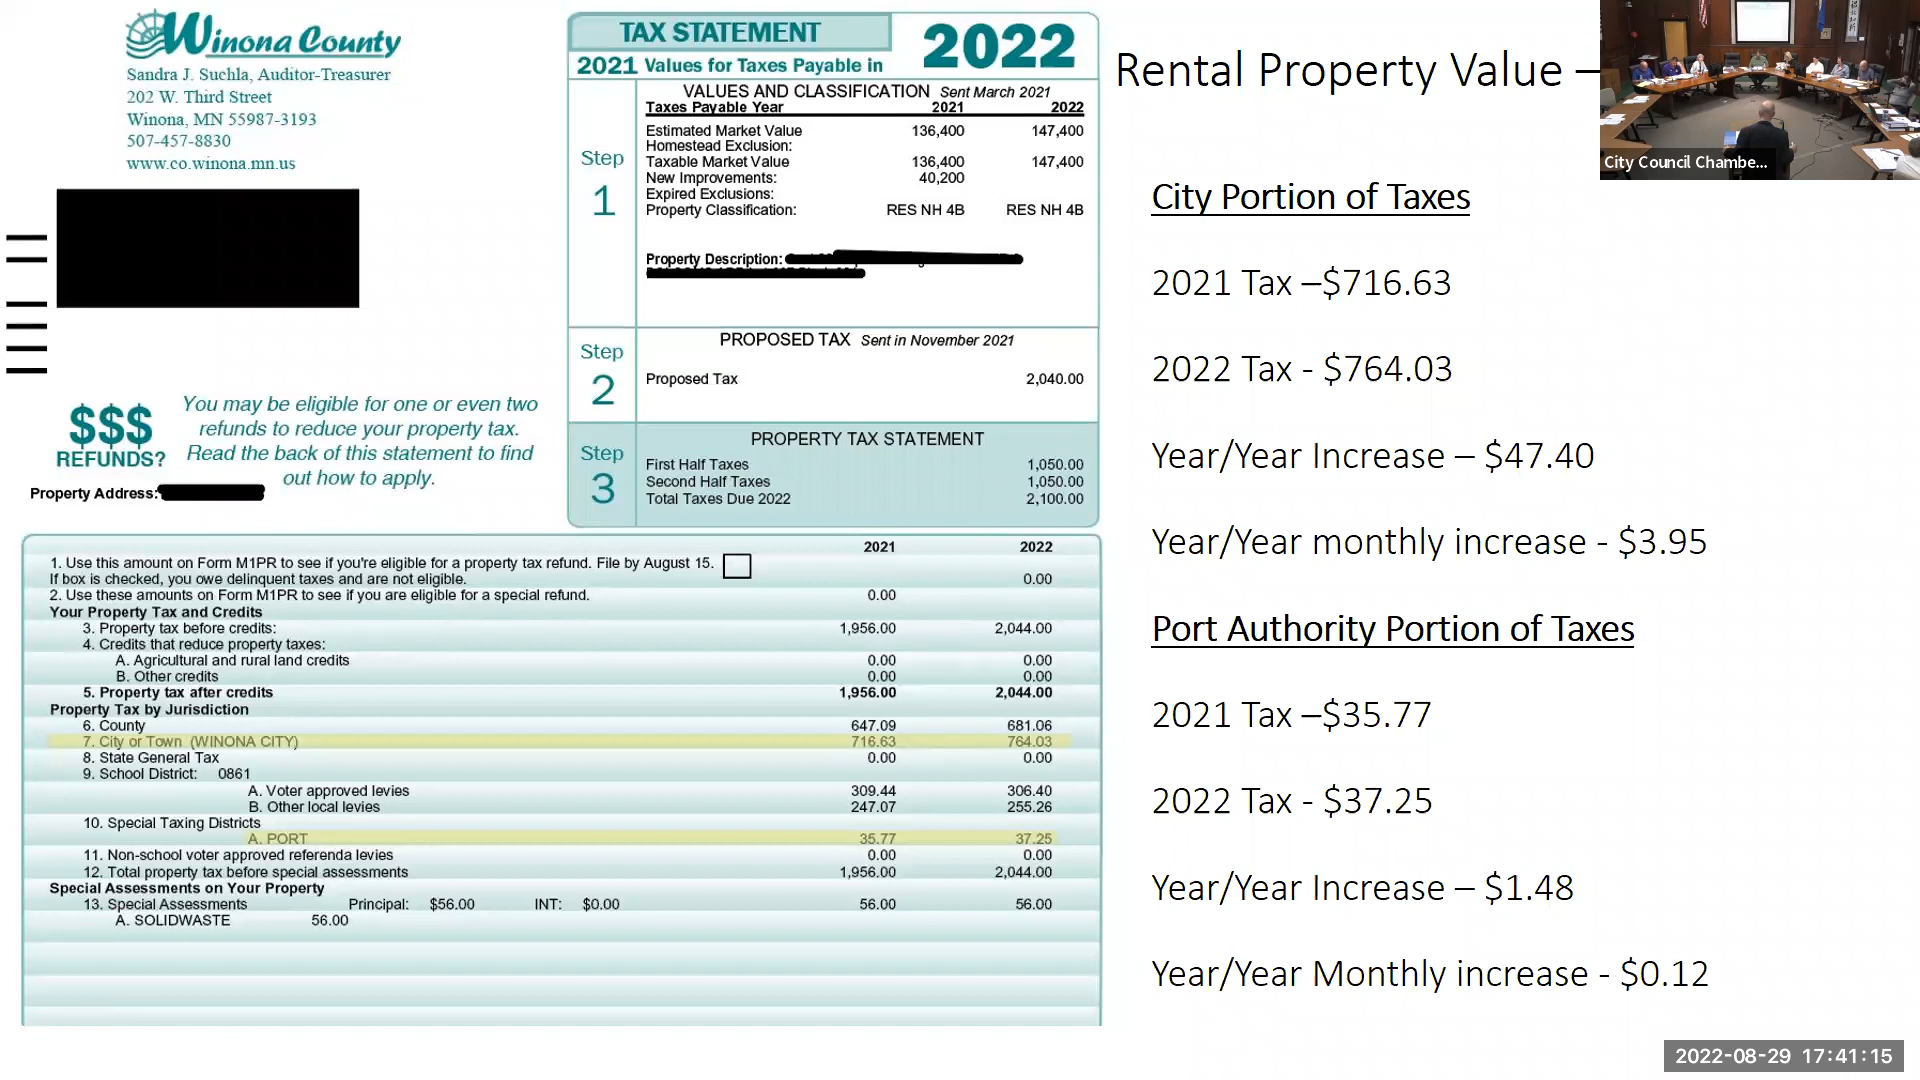 Winona County
Sandra J. Suchla, Auditor-Treasurer
202 W. Third Street
Winona, MN 55987-3193
507-457-8830
www.co.winona.mn.us
$$$
REFUNDS?
You may be eligible for one or even two
refunds to reduce your property tax.
Read the back of this statement to find
out how to apply.
Property Address:
TAX STATEMENT
2021 Values for Taxes Payable in
2022
Step
1
VALUES AND CLASSIFICATION Sent March 2021
Taxes Payable Year 2021 2022
Estimated Market Value 136,400 147,400
Homestead Exclusion:
Taxable Market Value 136,400 147,400
New Improvements: 40,200
Expired Exclusions:
Property Classification: RES NH 4B RES NH 4B
Property Description:
Step
2
PROPOSED TAX Sent in November 2021
Proposed Tax 2,040.00
Step
3
PROPERTY TAX STATEMENT
First Half Taxes 1,050.00
Second Half Taxes 1,050.00
Total Taxes Due 2022 2,100.00
2021 2022
1. Use this amount on Form M1PR to see if you're eligible for a property tax refund. File by August 15.
If box is checked, you owe delinquent taxes and are not eligible. 0.00
2. Use these amounts on Form M1PR to see if you are eligible for a special refund. 0.00
Your Property Tax and Credits
3. Property tax before credits: 1,956.00 2,044.00
4. Credits that reduce property taxes:
A. Agricultural and rural land credits 0.00 0.00
B. Other credits 0.00 0.00
5. Property tax after credits 1,956.00 2,044.00
Property Tax by Jurisdiction
6. County 647.09 681.06
7. City or Town (WINONA CITY) 716.63 764.03
8. State General Tax 0.00 0.00
9. School District: 0861
A. Voter approved levies 309.44 306.40
B. Other local levies 247.07 255.26
10. Special Taxing Districts
A. PORT 35.77 37.25
11. Non-school voter approved referenda levies 0.00 0.00
12. Total property tax before special assessments 1,956.00 2,044.00
Special Assessments on Your Property
13. Special Assessments Principal: $56.00 INT: $0.00 56.00 56.00
A. SOLIDWASTE 56.00
Rental Property Value –
City Portion of Taxes
2021 Tax –$716.63
2022 Tax - $764.03
Year/Year Increase – $47.40
Year/Year monthly increase - $3.95
Port Authority Portion of Taxes
2021 Tax –$35.77
2022 Tax - $37.25
Year/Year Increase – $1.48
Year/Year Monthly increase - $0.12
City Council Chambe...
2022-08-29 17:41:15